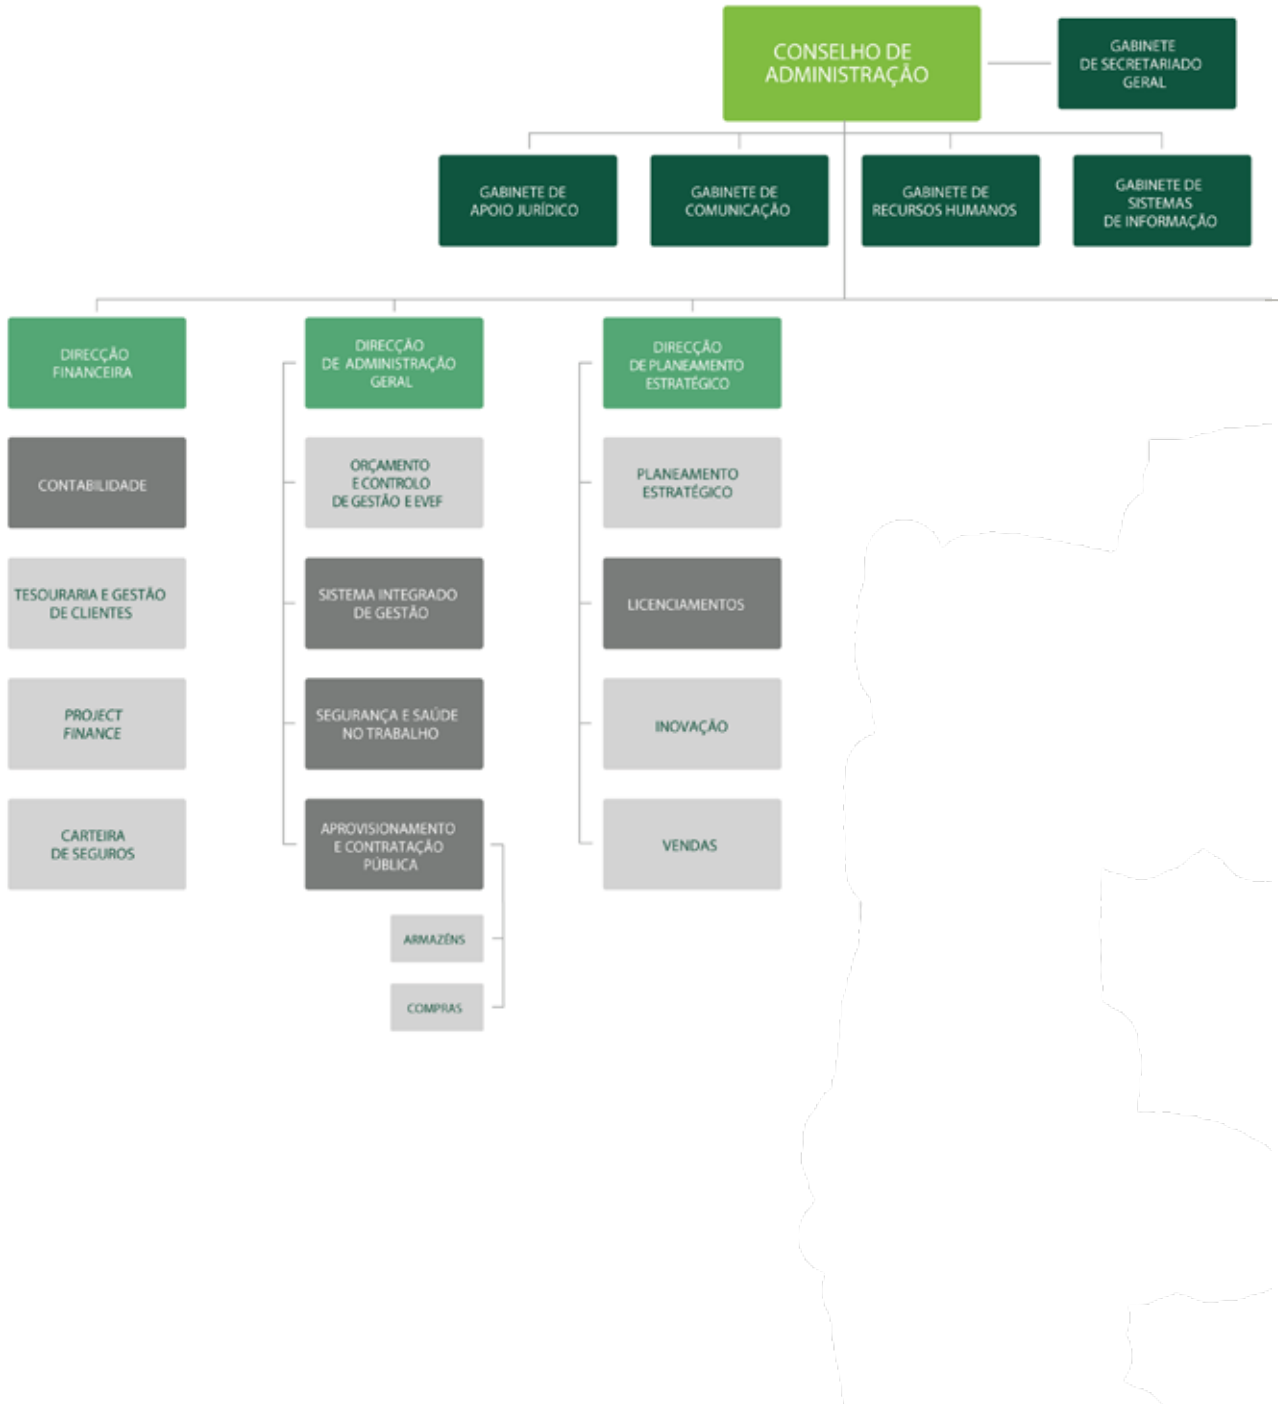 CONSELHO DE
ADMINISTRAÇÃO
GABINETE
DE SECRETARIADO
GERAL
GABINETE DE
APOIO JURÍDICO
GABINETE DE
COMUNICAÇÃO
GABINETE DE
RECURSOS HUMANOS
GABINETE DE
SISTEMAS
DE INFORMAÇÃO
DIRECÇÃO
FINANCEIRA
CONTABILIDADE
TESOURARIA E GESTÃO
DE CLIENTES
PROJECT
FINANCE
CARTEIRA
DE SEGUROS
DIRECÇÃO
DE ADMINISTRAÇÃO
GERAL
ORÇAMENTO
E CONTROLO
DE GESTÃO E EVEF
SISTEMA INTEGRADO
DE GESTÃO
SEGURANÇA E SAÚDE
NO TRABALHO
APROVISIONAMENTO
E CONTRATAÇÃO
PÚBLICA
ARMAZÉNS
COMPRAS
DIRECÇÃO
DE PLANEAMENTO
ESTRATÉGICO
PLANEAMENTO
ESTRATÉGICO
LICENCIAMENTOS
INOVAÇÃO
VENDAS